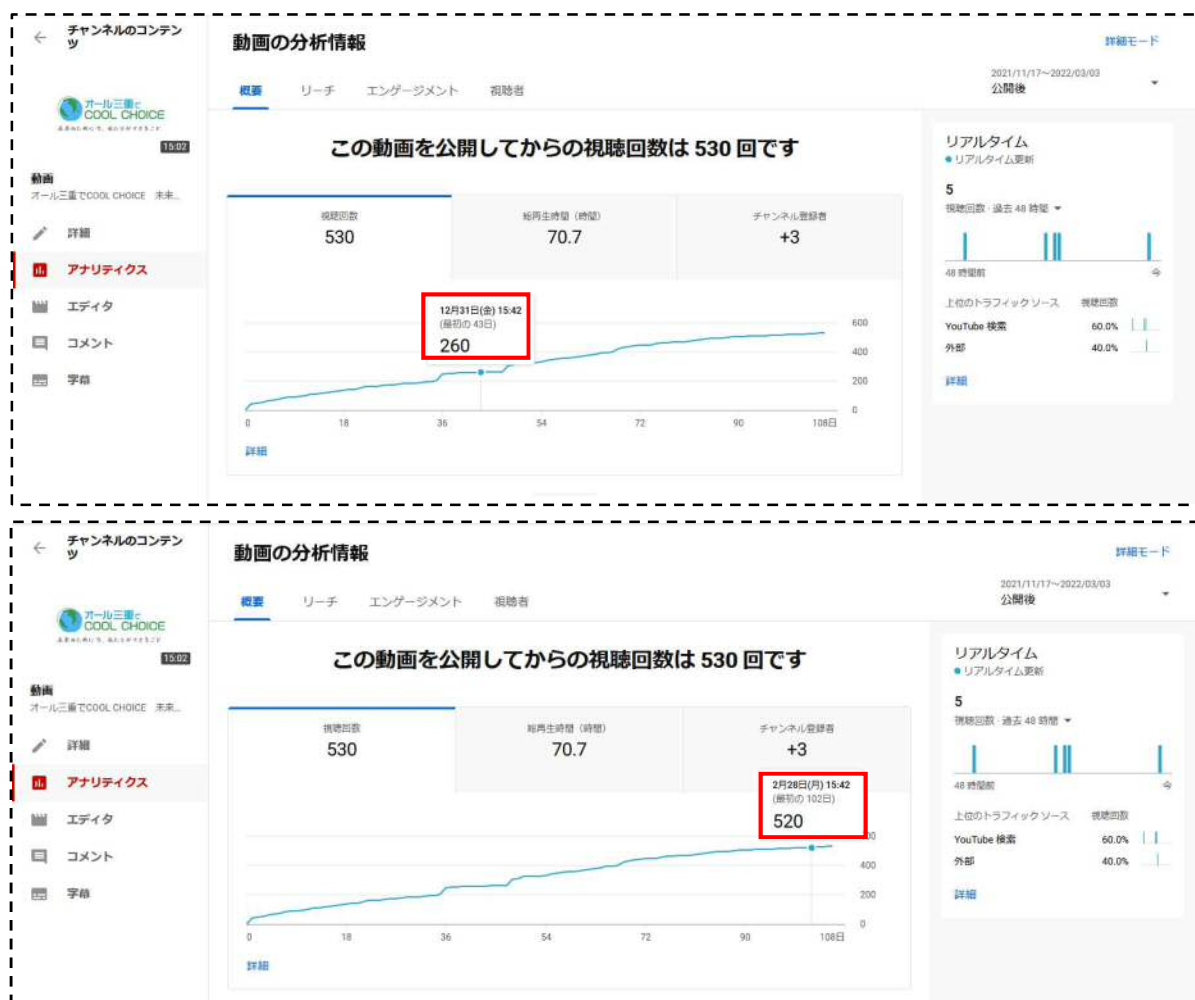 チャンネルのコンテン
ツ
動画の分析情報
詳細モード
2021/11/17～2022/03/03
公開後
概要 リーチ エンゲージメント 視聴者
オール三重で
COOL CHOICE
15:02
この動画を公開してからの視聴回数は 530 回です
リアルタイム
リアルタイム更新
動画
オール三重でCOOL CHOICE 未来...
5
視聴回数・過去 48 時間
視聴回数
530
総再生時間（時間）
70.7
チャンネル登録者
+3
詳細
アナリティクス
エディタ
コメント
字幕
48 時間前 今
12月31日(金) 15:42
(最初の 43日)
260
上位のトラフィック ソース 視聴回数
YouTube 検索 60.0%
外部 40.0%
詳細
600
400
200
0
0 18 36 54 72 90 108日
詳細
チャンネルのコンテン
ツ
動画の分析情報
詳細モード
2021/11/17～2022/03/03
公開後
概要 リーチ エンゲージメント 視聴者
オール三重で
COOL CHOICE
15:02
この動画を公開してからの視聴回数は 530 回です
リアルタイム
リアルタイム更新
動画
オール三重でCOOL CHOICE 未来...
5
視聴回数・過去 48 時間
視聴回数
530
総再生時間（時間）
70.7
チャンネル登録者
+3
詳細
アナリティクス
エディタ
コメント
字幕
48 時間前 今
2月28日(月) 15:42
(最初の 102日)
520
上位のトラフィック ソース 視聴回数
YouTube 検索 60.0%
外部 40.0%
詳細
400
200
0
0 18 36 54 72 90 108日
詳細